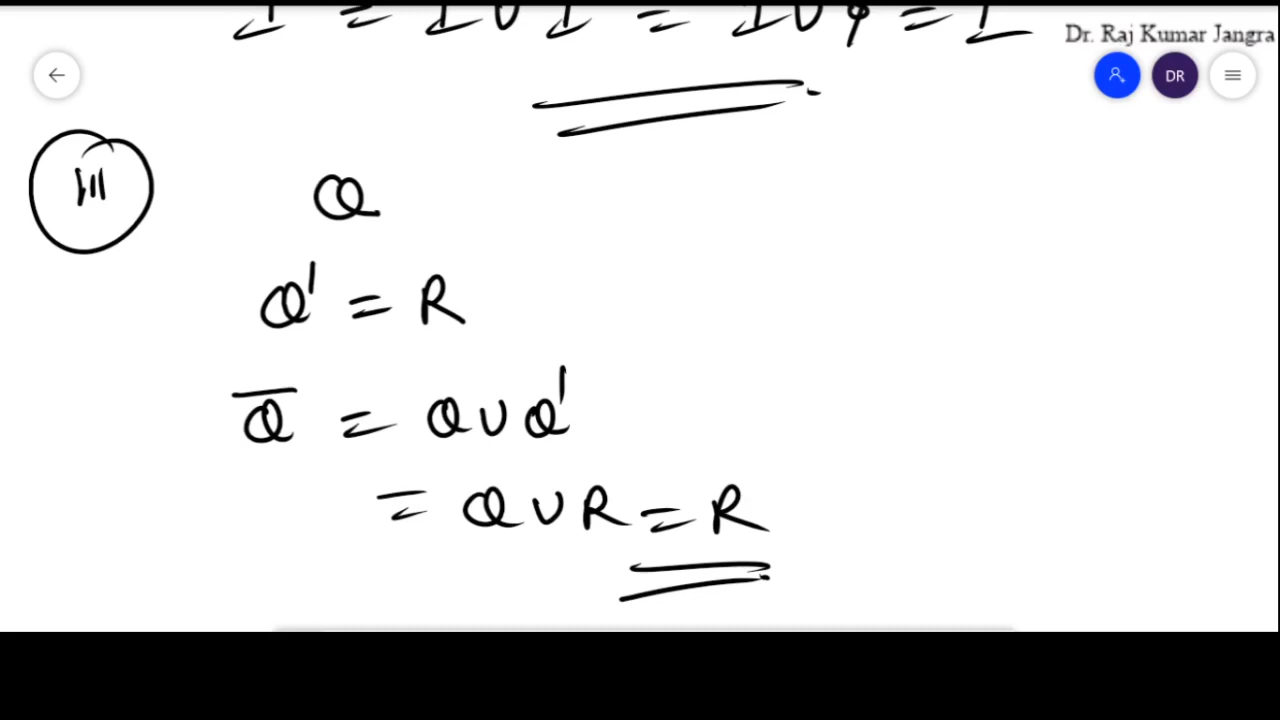 I̅ = I ∪ I' = I ∪ φ = I
Dr. Raj Kumar Jangra
DR
III
Q
Q' = R
Q̅ = Q ∪ Q'
= Q ∪ R = R